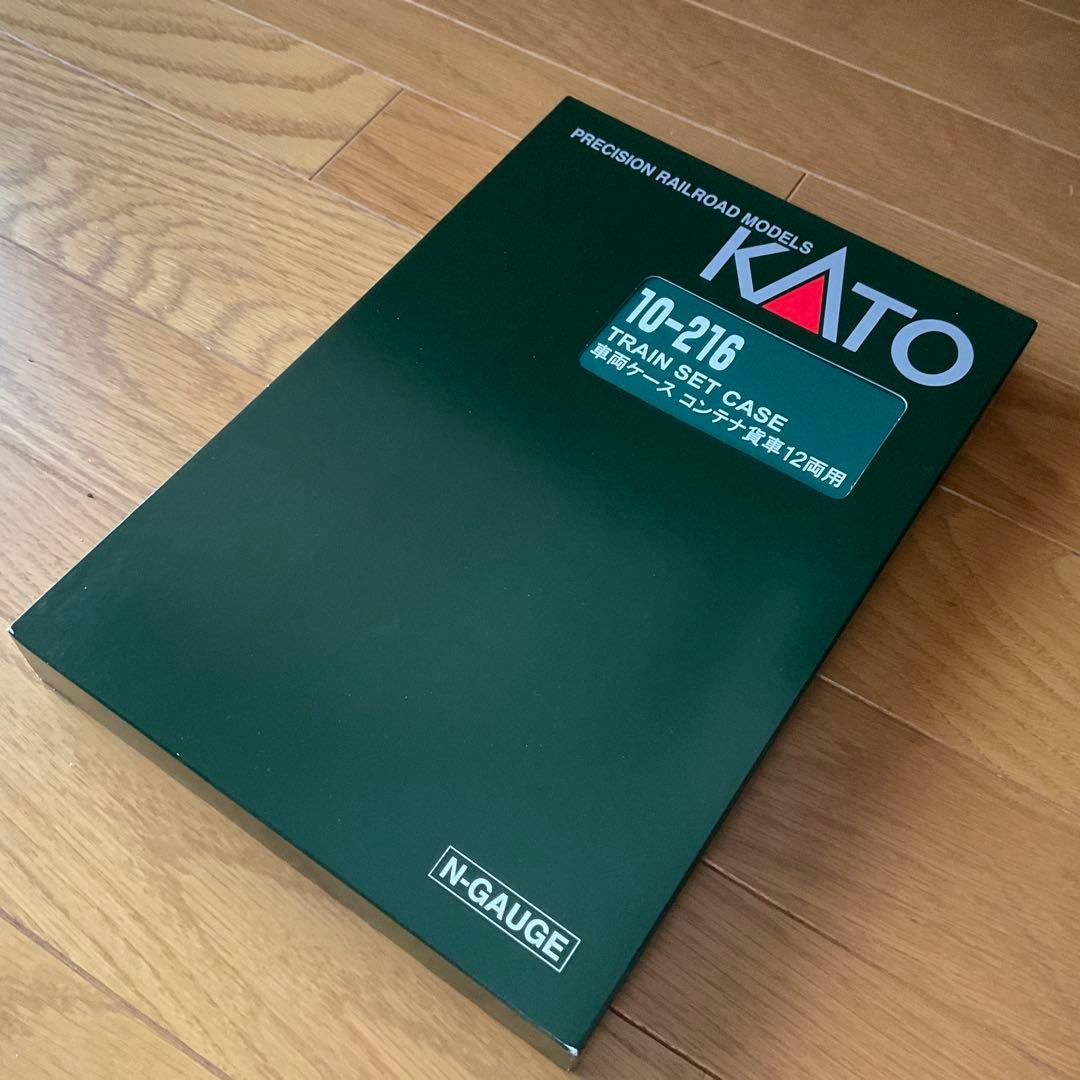 PRECISION RAILROAD MODELS
KATO
10-216
TRAIN SET CASE
車両ケース コンテナ貨車12両用
N-GAUGE